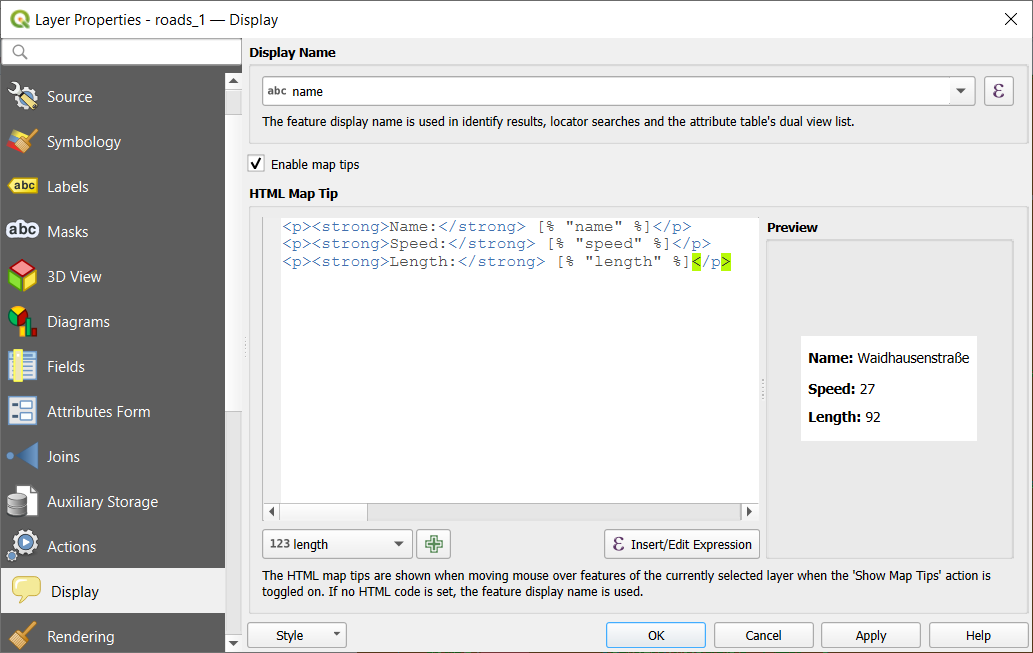 Layer Properties - roads_1 — Display
Source
Symbology
abc Labels
abc Masks
3D View
Diagrams
Fields
Attributes Form
Joins
Auxiliary Storage
Actions
Display
Rendering
Display Name
abc name
ε
The feature display name is used in identify results, locator searches and the attribute table's dual view list.
Enable map tips
HTML Map Tip
<p><strong>Name:</strong> [% "name" %]</p>
<p><strong>Speed:</strong> [% "speed" %]</p>
<p><strong>Length:</strong> [% "length" %]</p>
Preview
Name: Waidhausenstraße
Speed: 27
Length: 92
123 length
ε Insert/Edit Expression
The HTML map tips are shown when moving mouse over features of the currently selected layer when the 'Show Map Tips' action is
toggled on. If no HTML code is set, the feature display name is used.
Style
OK
Cancel
Apply
Help